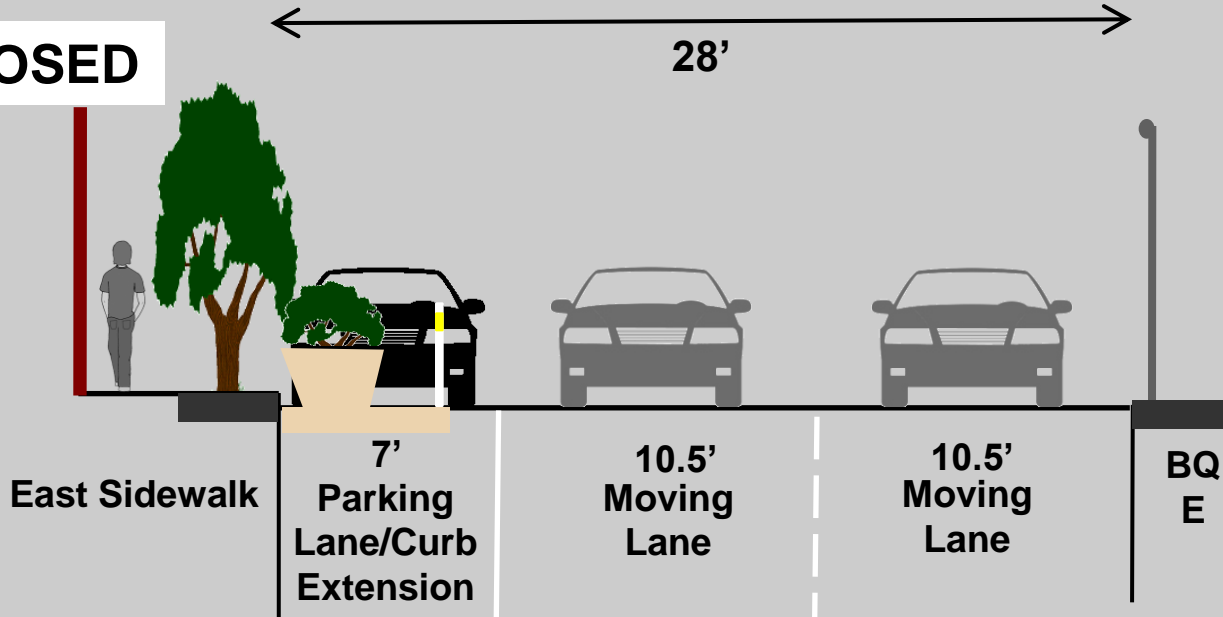 OSED
28’
East Sidewalk
7’
Parking
Lane/Curb
Extension
10.5’
Moving
Lane
10.5’
Moving
Lane
BQ
E